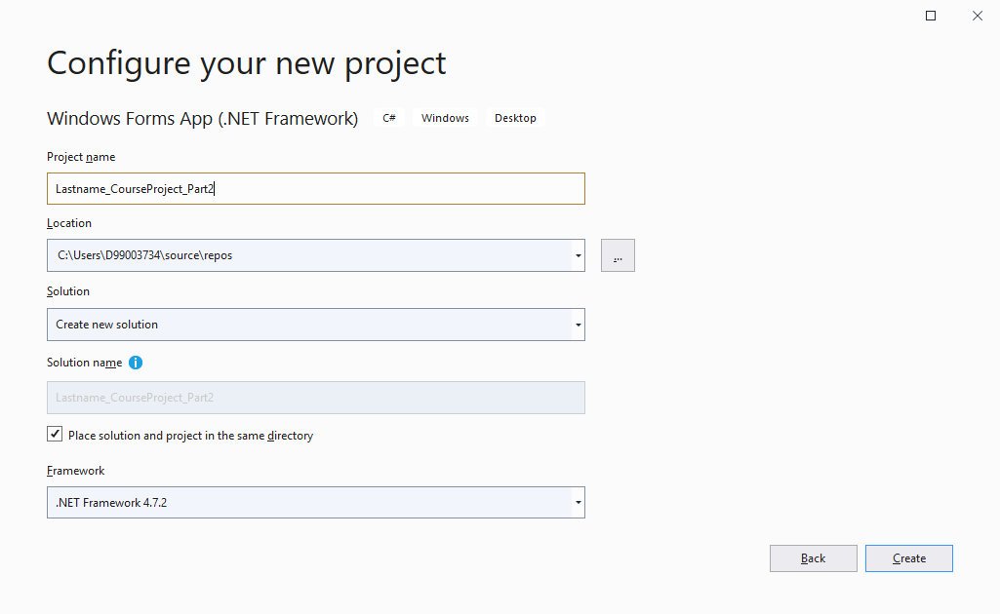 Configure your new project
Windows Forms App (.NET Framework) C# Windows Desktop
Project name
Lastname_CourseProject_Part2
Location
C:\Users\D99003734\source\repos
...
Solution
Create new solution
Solution name
Lastname_CourseProject_Part2
Place solution and project in the same directory
Framework
.NET Framework 4.7.2
Back Create